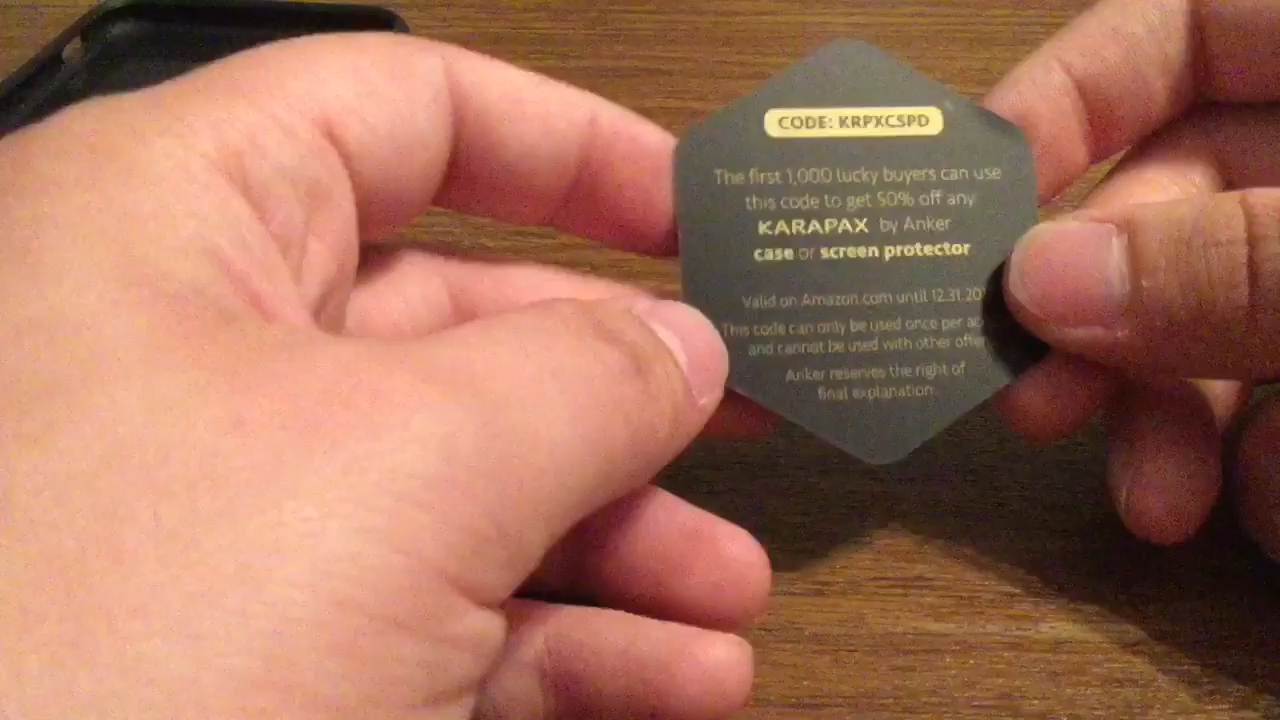 CODE: KRPXCSPD
The first 1,000 lucky buyers can use
this code to get 50% off any
KARAPAX by Anker
case or screen protector
Valid on Amazon.com until 12.31.20
This code can only be used once per
and cannot be used with other
Anker reserves the right of
final explanation.